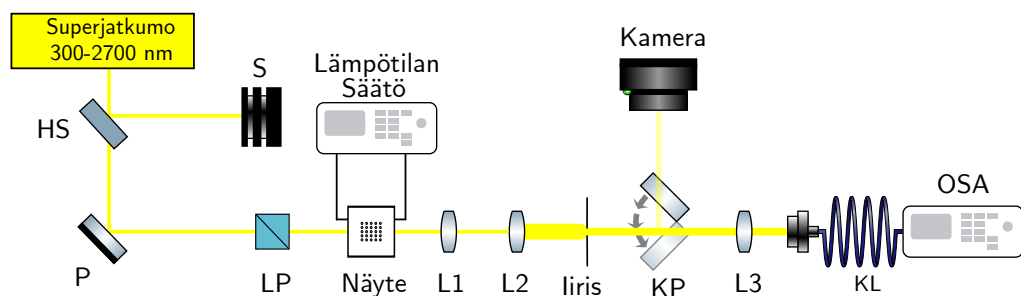 Superjatkumo
300-2700 nm
HS
S
P
LP
Lämpötilan
Säätö
Näyte
L1
L2
Iiris
Kamera
KP
L3
KL
OSA